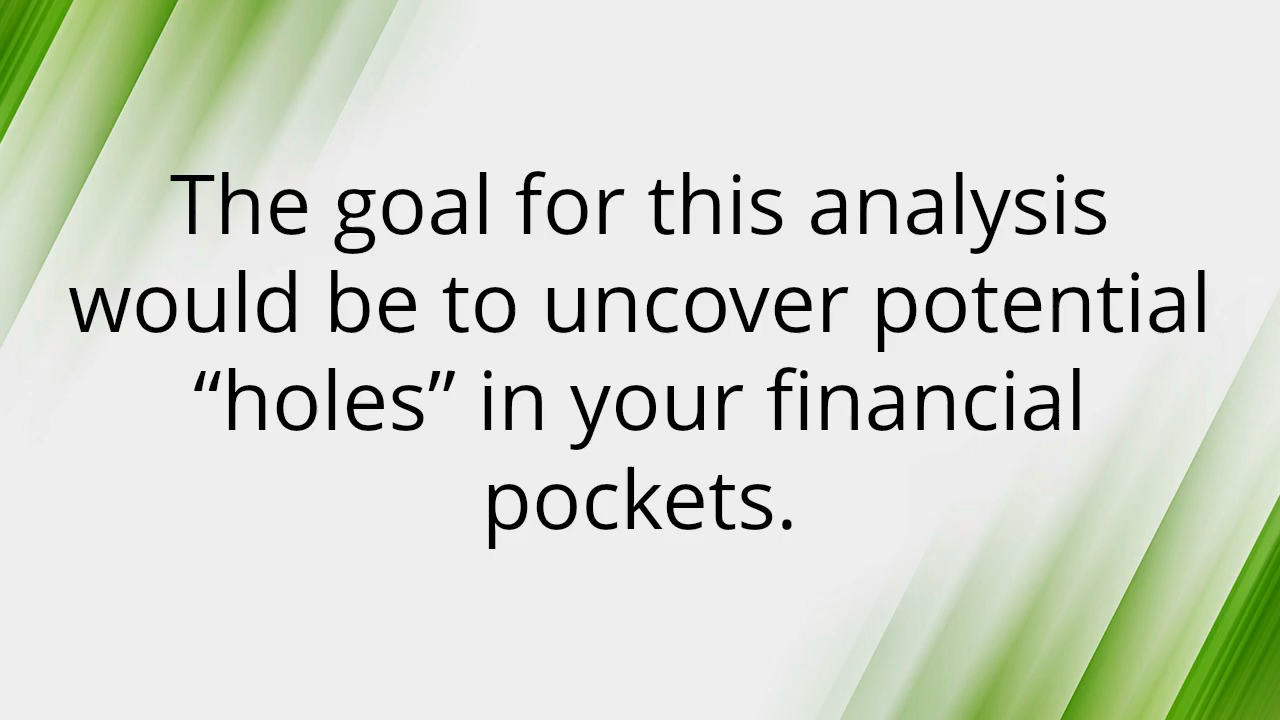 The goal for this analysis
would be to uncover potential
“holes” in your financial
pockets.